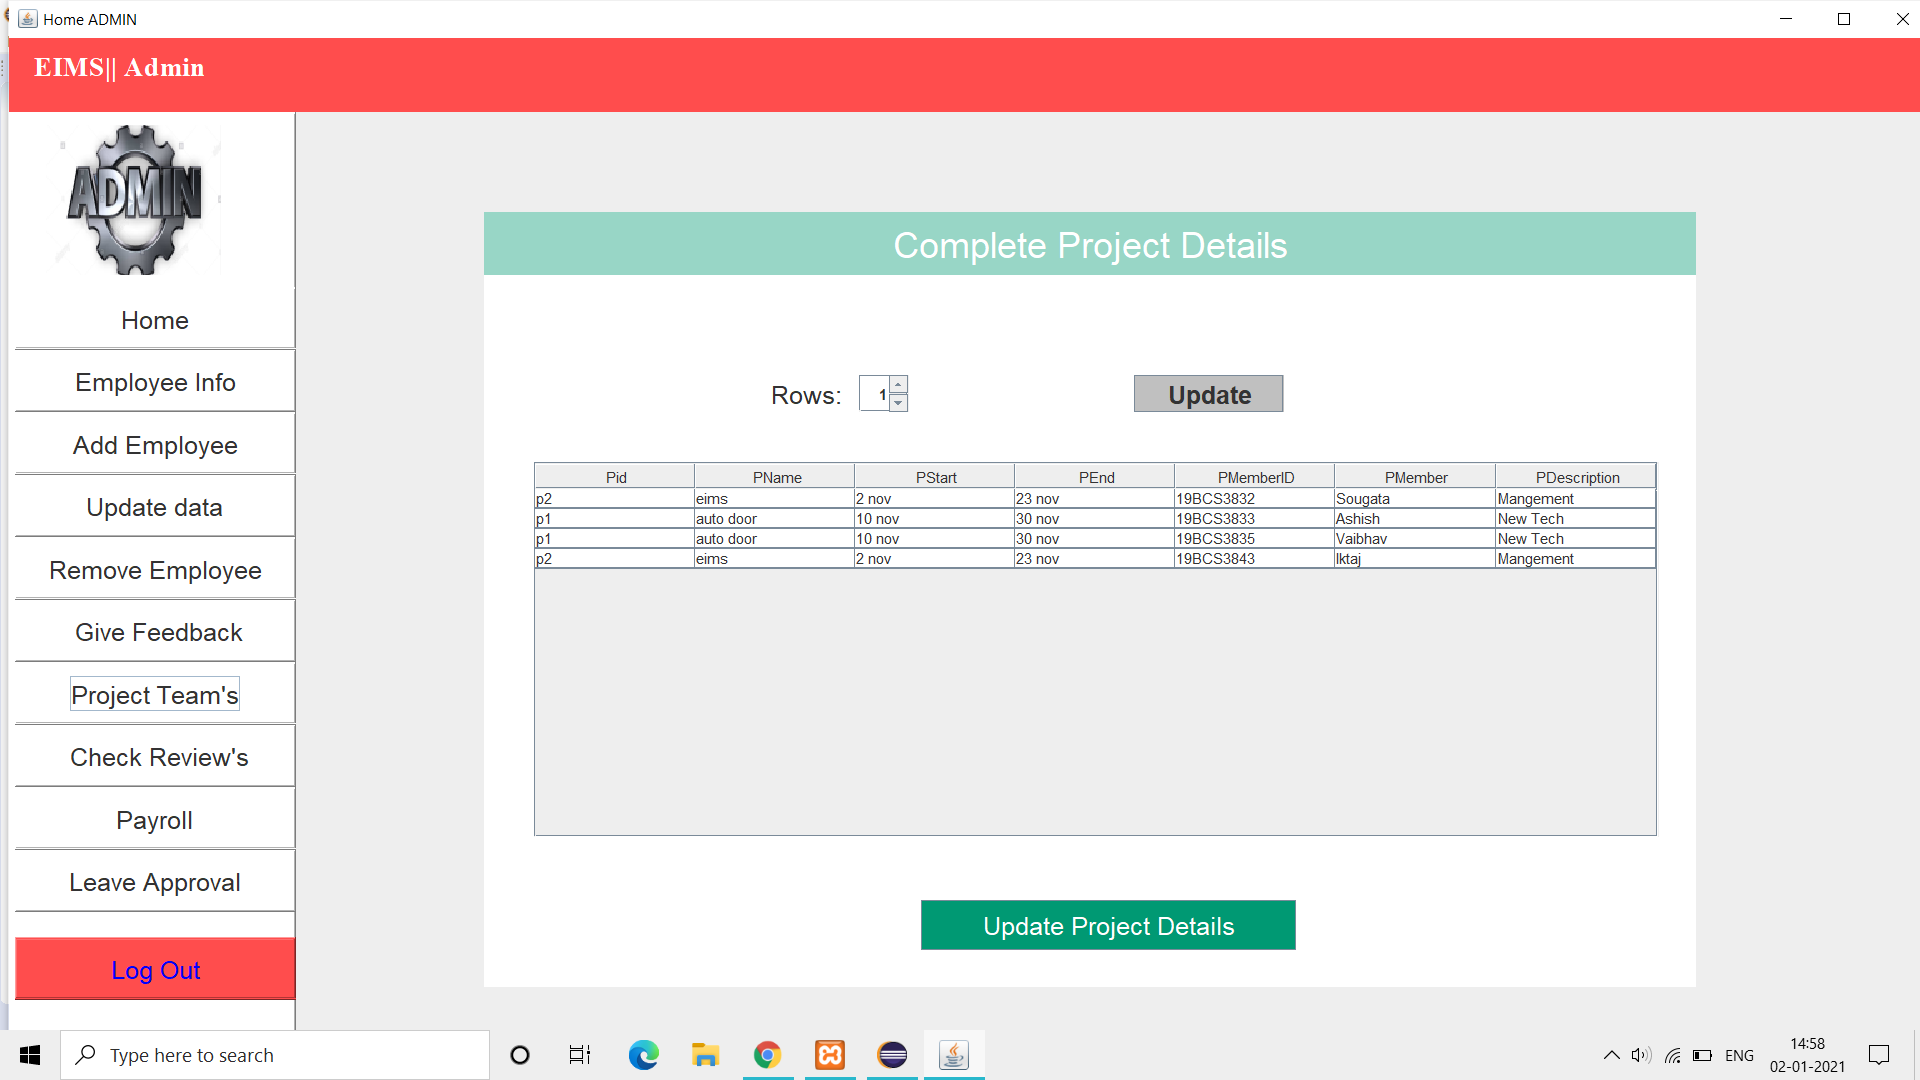 Home ADMIN
EIMS|| Admin
ADMIN
Home
Employee Info
Add Employee
Update data
Remove Employee
Give Feedback
Project Team's
Check Review's
Payroll
Leave Approval
Log Out
Complete Project Details
Rows: 1 Update
Pid PName PStart PEnd PMemberID PMember PDescription
p2 eims 2 nov 23 nov 19BCS3832 Sougata Mangement
p1 auto door 10 nov 30 nov 19BCS3833 Ashish New Tech
p1 auto door 10 nov 30 nov 19BCS3835 Vaibhav New Tech
p2 eims 2 nov 23 nov 19BCS3843 Iktaj Mangement
Update Project Details
Type here to search
ENG
14:58
02-01-2021